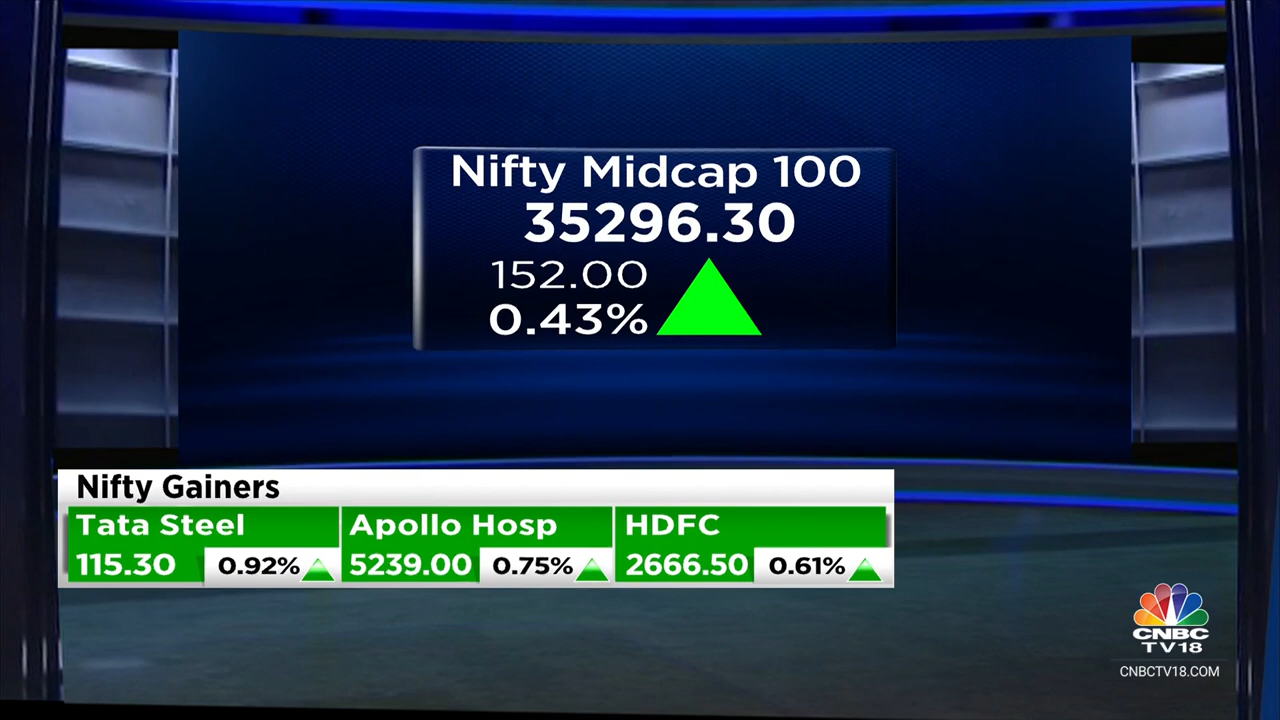 Nifty Midcap 100
35296.30
152.00
0.43%
Nifty Gainers
Tata Steel
115.30 0.92%
Apollo Hosp
5239.00 0.75%
HDFC
2666.50 0.61%
CNBC
TV18
CNBCTV18.COM